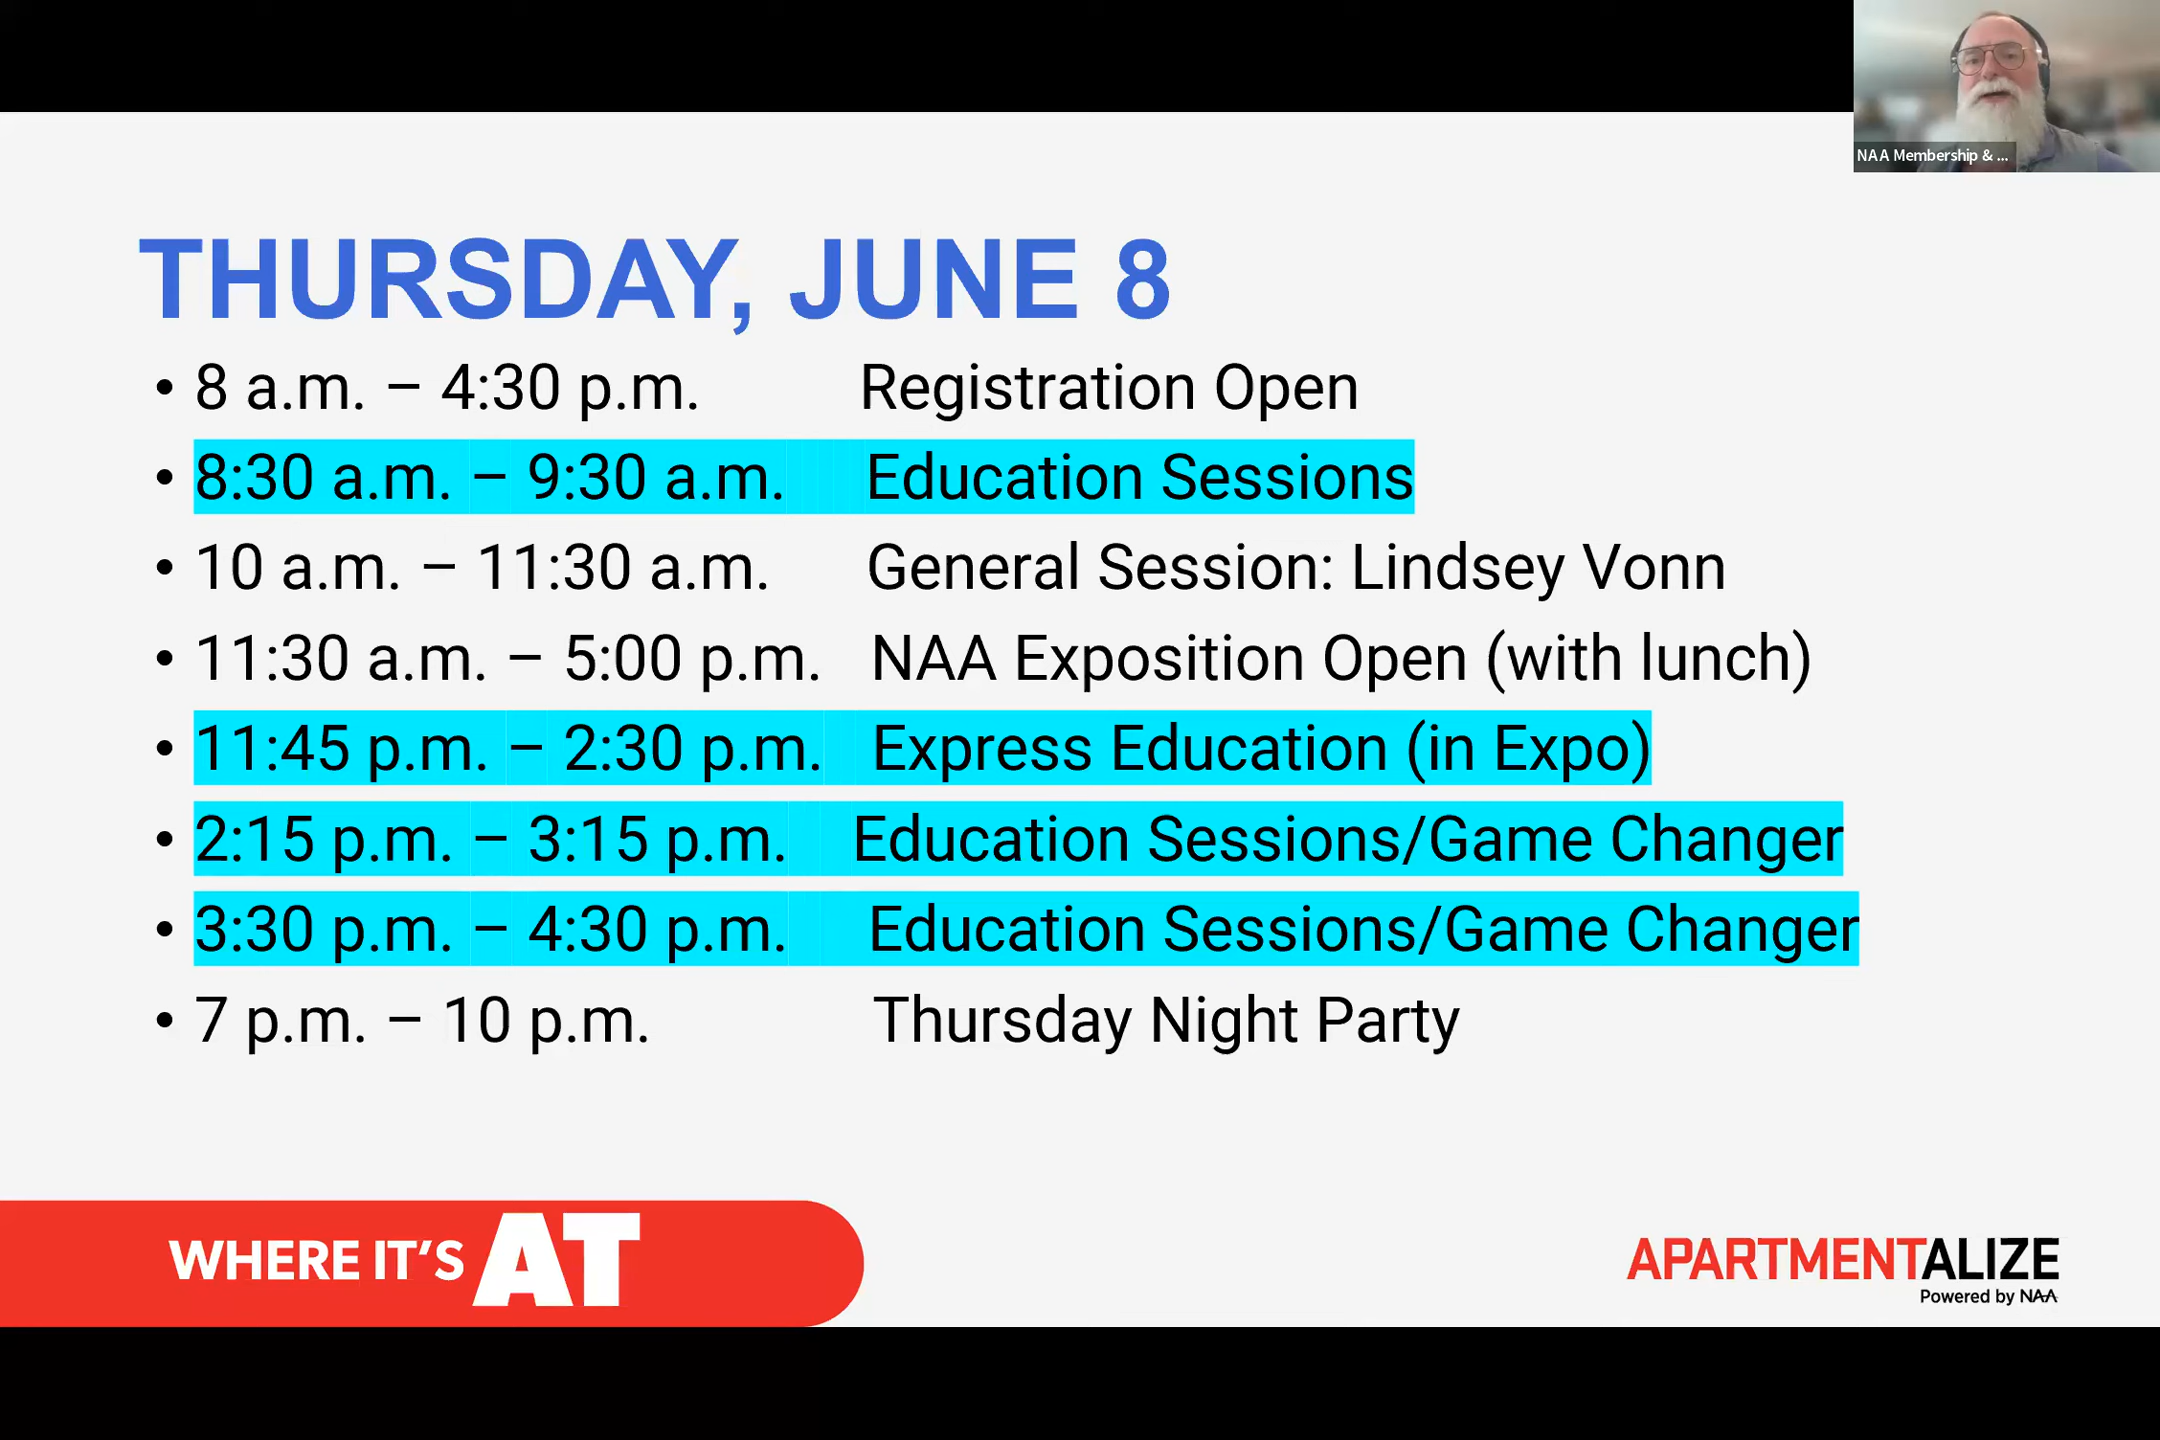 NAA Membership & ...
THURSDAY, JUNE 8
• 8 a.m. – 4:30 p.m. Registration Open
• 8:30 a.m. – 9:30 a.m. Education Sessions
• 10 a.m. – 11:30 a.m. General Session: Lindsey Vonn
• 11:30 a.m. – 5:00 p.m. NAA Exposition Open (with lunch)
• 11:45 p.m. – 2:30 p.m. Express Education (in Expo)
• 2:15 p.m. – 3:15 p.m. Education Sessions/Game Changer
• 3:30 p.m. – 4:30 p.m. Education Sessions/Game Changer
• 7 p.m. – 10 p.m. Thursday Night Party
WHERE IT'S AT
APARTMENTALIZE
Powered by NAA